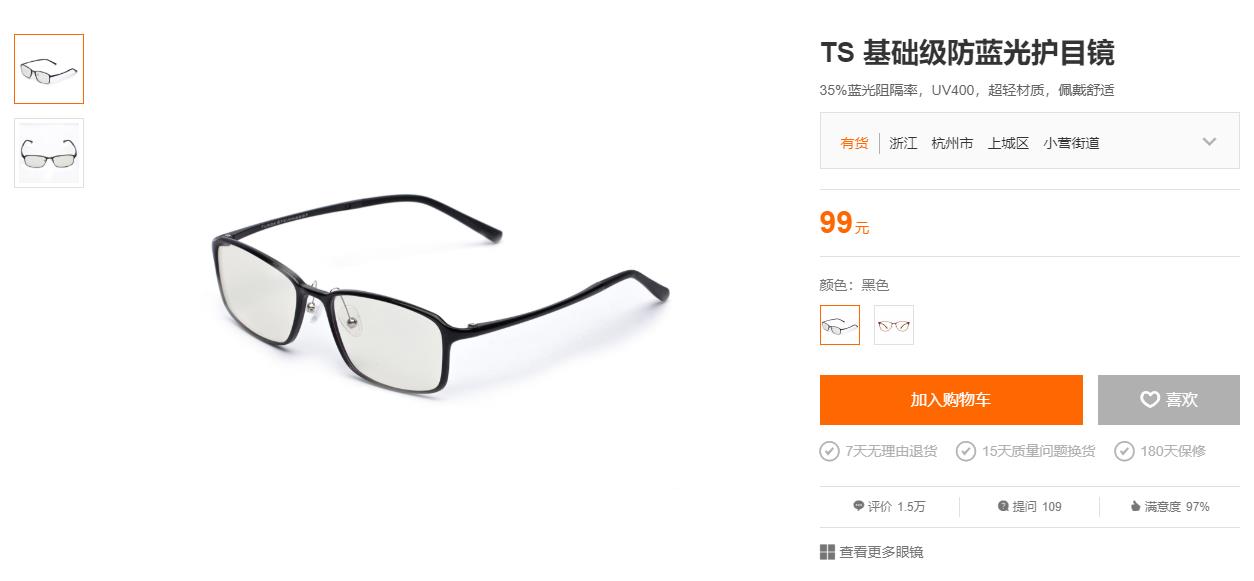 TS 基础级防蓝光护目镜
35%蓝光阻隔率，UV400，超轻材质，佩戴舒适
有货 浙江 杭州市 上城区 小营街道
99元
颜色：黑色
加入购物车 喜欢
7天无理由退货 15天质量问题换货 180天保修
评价 1.5万 提问 109 满意度 97%
查看更多眼镜